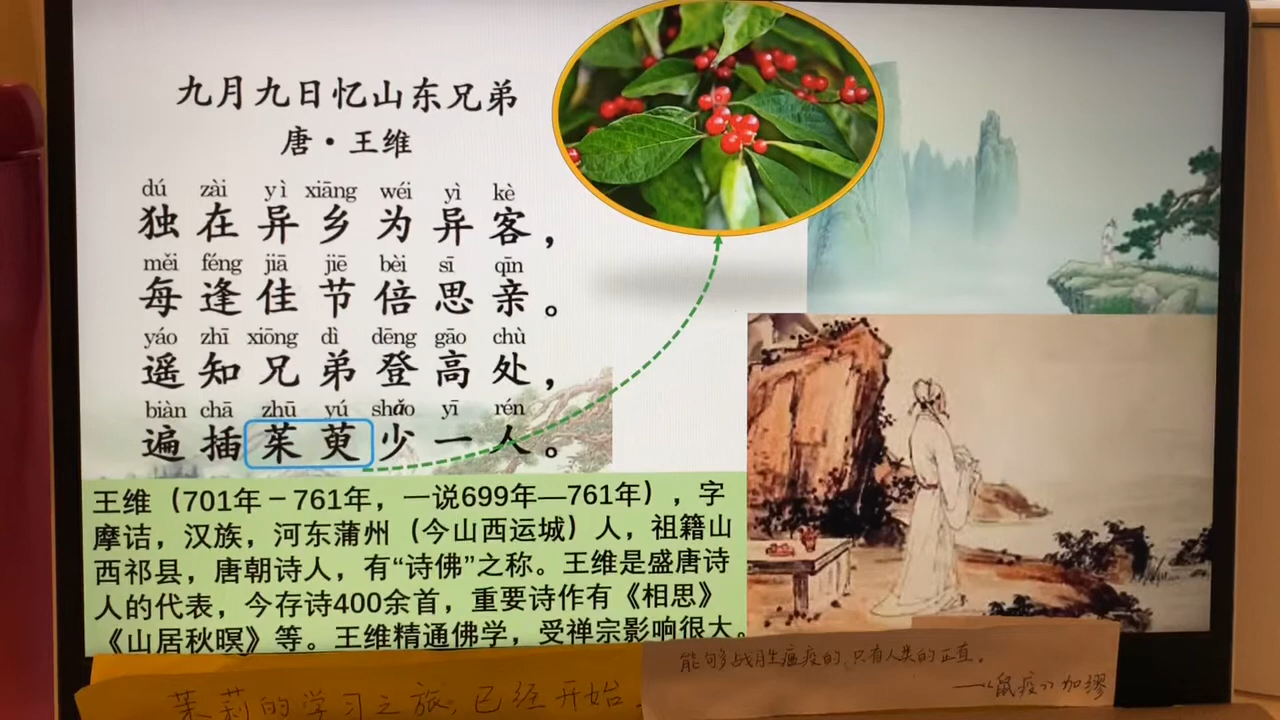 九月九日忆山东兄弟
唐·王维
dú zài yì xiāng wéi yì kè
独在异乡为异客，
měi féng jiā jiē bèi sī qīn
每逢佳节倍思亲。
yáo zhī xiōng dì dēng gāo chù
遥知兄弟登高处，
biàn chā zhū yú shǎo yī rén
遍插茱萸少一人。
王维（701年－761年，一说699年—761年），字
摩诘，汉族，河东蒲州（今山西运城）人，祖籍山
西祁县，唐朝诗人，有“诗佛”之称。王维是盛唐诗
人的代表，今存诗400余首，重要诗作有《相思》
《山居秋暝》等。王维精通佛学，受禅宗影响很大。
能够战胜瘟疫的，只有人类的正直。
——《鼠疫》加缪
茉莉的学习之旅，已经开始。